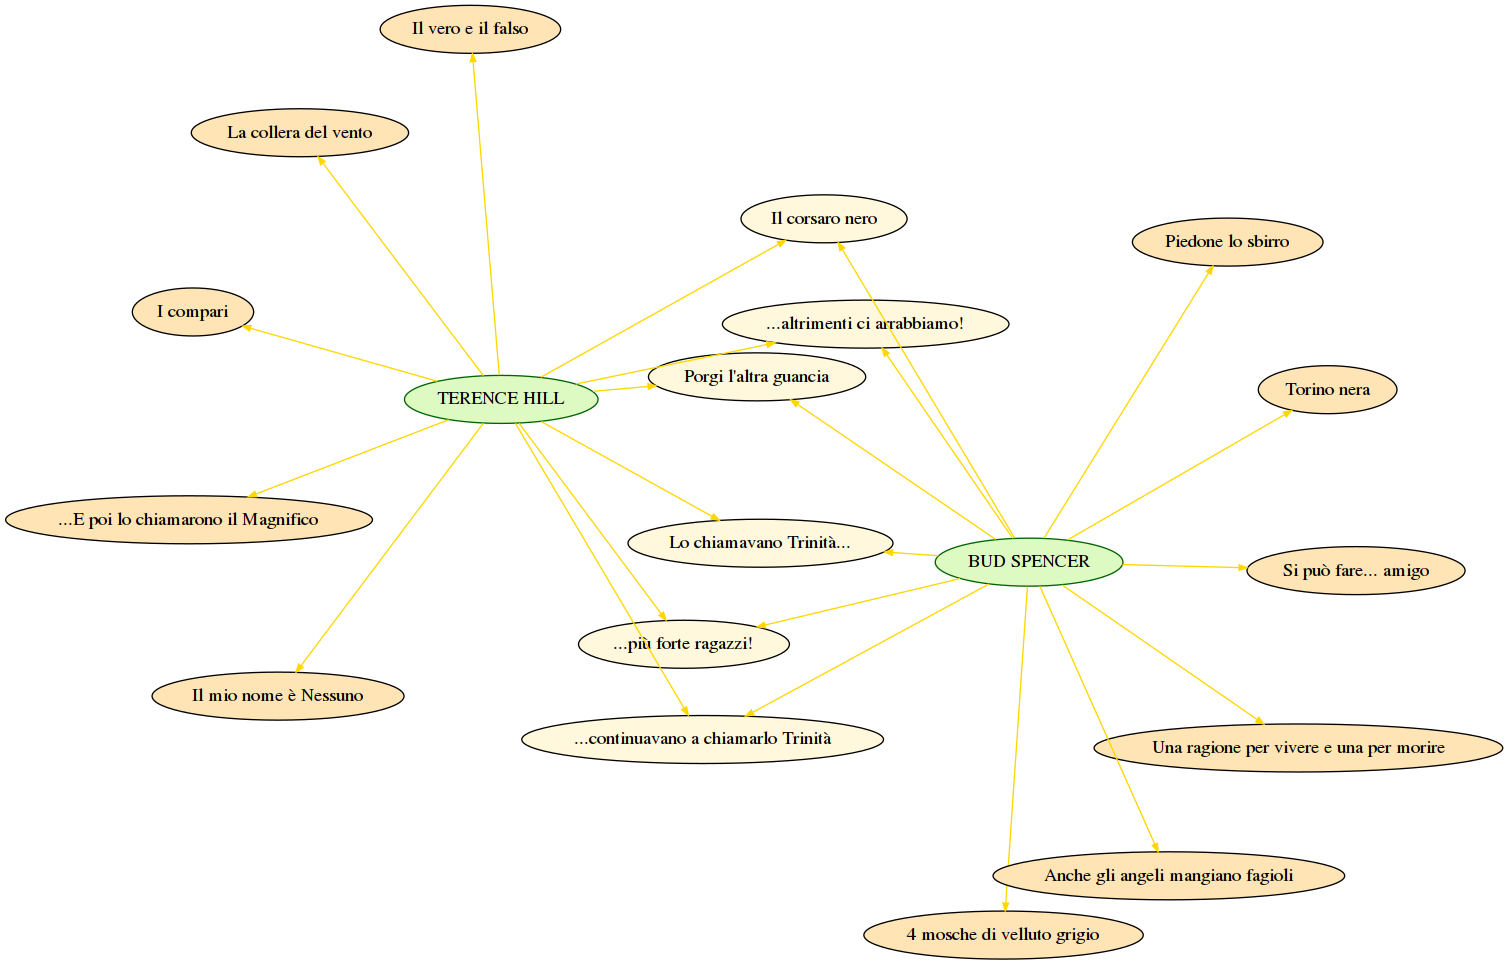 Il vero e il falso
La collera del vento
Il corsaro nero
Piedone lo sbirro
I compari
...altrimenti ci arrabbiamo!
Porgi l'altra guancia
Torino nera
TERENCE HILL
...E poi lo chiamarono il Magnifico
Lo chiamavano Trinità...
BUD SPENCER
Si può fare... amigo
...più forte ragazzi!
Il mio nome è Nessuno
...continuavano a chiamarlo Trinità
Una ragione per vivere e una per morire
Anche gli angeli mangiano fagioli
4 mosche di velluto grigio